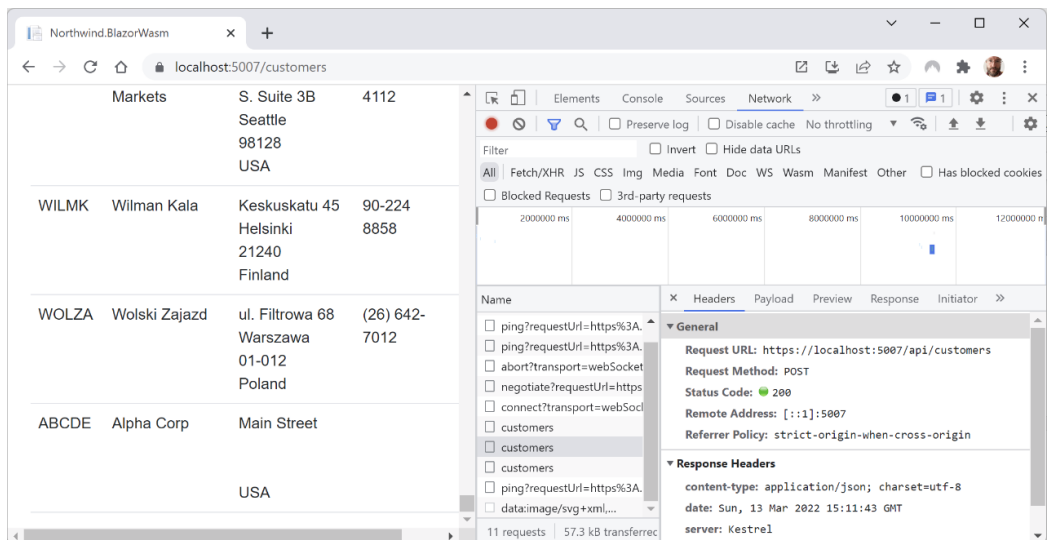 Northwind.BlazorWasm
localhost:5007/customers
Markets S. Suite 3B 4112
Seattle
98128
USA
WILMK Wilman Kala Keskuskatu 45 90-224
Helsinki 8858
21240
Finland
WOLZA Wolski Zajazd ul. Filtrowa 68 (26) 642-
Warszawa 7012
01-012
Poland
ABCDE Alpha Corp Main Street
USA
Elements Console Sources Network » 1 1
Preserve log Disable cache No throttling
Filter Invert Hide data URLs
All Fetch/XHR JS CSS Img Media Font Doc WS Wasm Manifest Other Has blocked cookies
Blocked Requests 3rd-party requests
2000000 ms 4000000 ms 6000000 ms 8000000 ms 10000000 ms 12000000 m
Name
ping?requestUrl=https%3A.
ping?requestUrl=https%3A.
abort?transport=webSocket
negotiate?requestUrl=https
connect?transport=webSocl
customers
customers
customers
ping?requestUrl=https%3A.
data:image/svg+xml,...
11 requests 57.3 kB transferrec
× Headers Payload Preview Response Initiator »
General
Request URL: https://localhost:5007/api/customers
Request Method: POST
Status Code: 200
Remote Address: [::1]:5007
Referrer Policy: strict-origin-when-cross-origin
Response Headers
content-type: application/json; charset=utf-8
date: Sun, 13 Mar 2022 15:11:43 GMT
server: Kestrel